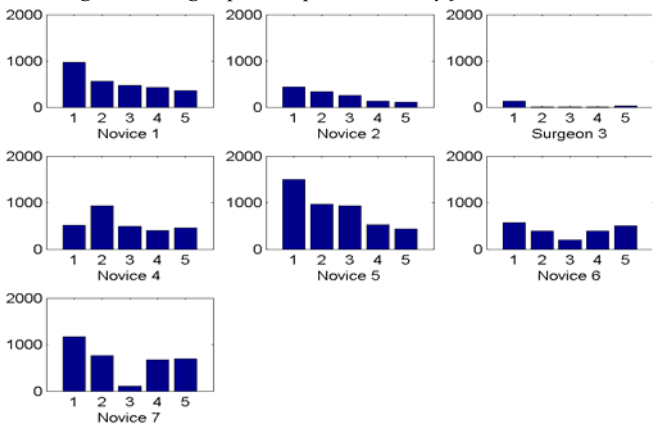 2000 2000 2000
1000 1000 1000
0 0 0
1 2 3 4 5 1 2 3 4 5 1 2 3 4 5
Novice 1 Novice 2 Surgeon 3
2000 2000 2000
1000 1000 1000
0 0 0
1 2 3 4 5 1 2 3 4 5 1 2 3 4 5
Novice 4 Novice 5 Novice 6
2000
1000
0
1 2 3 4 5
Novice 7